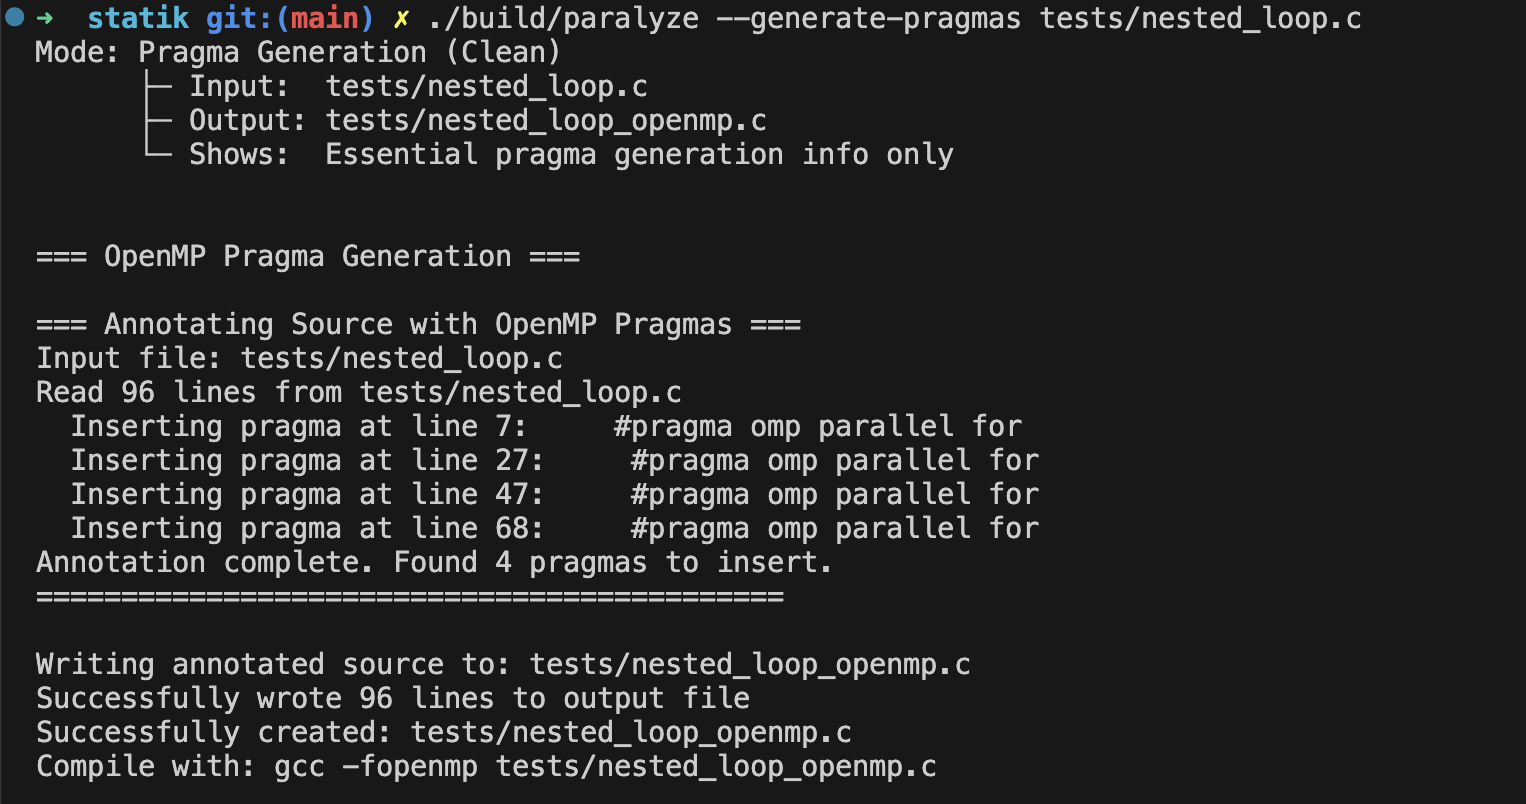 ➜  statik git:(main) ✗ ./build/paralyze --generate-pragmas tests/nested_loop.c
Mode: Pragma Generation (Clean)
      ├─ Input:  tests/nested_loop.c
      ├─ Output: tests/nested_loop_openmp.c
      └─ Shows:  Essential pragma generation info only
=== OpenMP Pragma Generation ===
=== Annotating Source with OpenMP Pragmas ===
Input file: tests/nested_loop.c
Read 96 lines from tests/nested_loop.c
  Inserting pragma at line 7:     #pragma omp parallel for
  Inserting pragma at line 27:     #pragma omp parallel for
  Inserting pragma at line 47:     #pragma omp parallel for
  Inserting pragma at line 68:     #pragma omp parallel for
Annotation complete. Found 4 pragmas to insert.
============================================
Writing annotated source to: tests/nested_loop_openmp.c
Successfully wrote 96 lines to output file
Successfully created: tests/nested_loop_openmp.c
Compile with: gcc -fopenmp tests/nested_loop_openmp.c